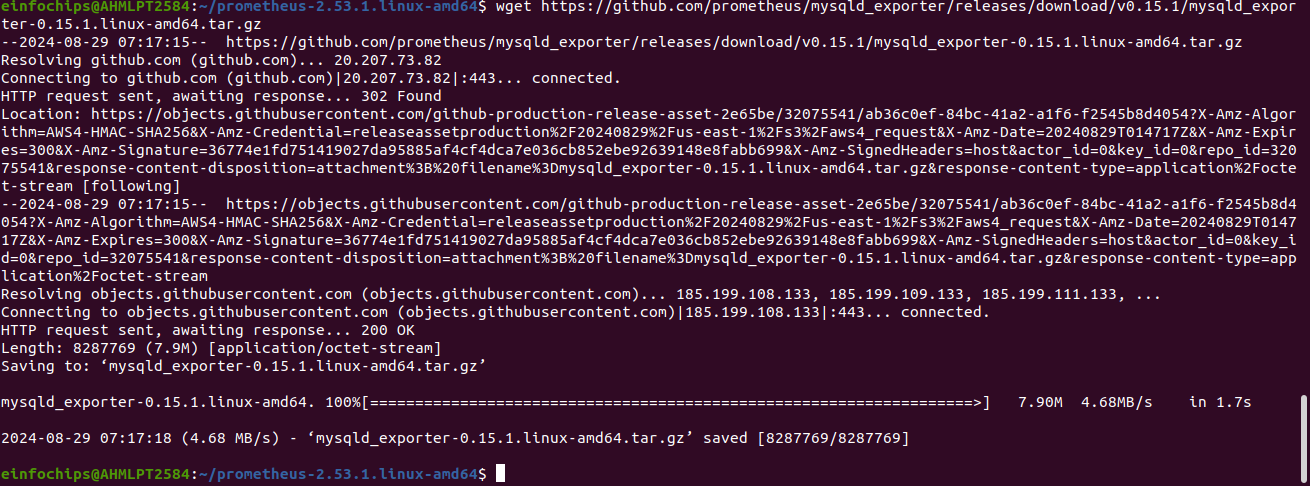 einfochips@AHMLPT2584:~/prometheus-2.53.1.linux-amd64$ wget https://github.com/prometheus/mysqld_exporter/releases/download/v0.15.1/mysqld_expor
ter-0.15.1.linux-amd64.tar.gz
--2024-08-29 07:17:15--  https://github.com/prometheus/mysqld_exporter/releases/download/v0.15.1/mysqld_exporter-0.15.1.linux-amd64.tar.gz
Resolving github.com (github.com)... 20.207.73.82
Connecting to github.com (github.com)|20.207.73.82|:443... connected.
HTTP request sent, awaiting response... 302 Found
Location: https://objects.githubusercontent.com/github-production-release-asset-2e65be/32075541/ab36c0ef-84bc-41a2-a1f6-f2545b8d4054?X-Amz-Algor
ithm=AWS4-HMAC-SHA256&X-Amz-Credential=releaseassetproduction%2F20240829%2Fus-east-1%2Fs3%2Faws4_request&X-Amz-Date=20240829T014717Z&X-Amz-Expir
es=300&X-Amz-Signature=36774e1fd751419027da95885af4cf4dca7e036cb852ebe92639148e8fabb699&X-Amz-SignedHeaders=host&actor_id=0&key_id=0&repo_id=320
75541&response-content-disposition=attachment%3B%20filename%3Dmysqld_exporter-0.15.1.linux-amd64.tar.gz&response-content-type=application%2Focte
t-stream [following]
--2024-08-29 07:17:15--  https://objects.githubusercontent.com/github-production-release-asset-2e65be/32075541/ab36c0ef-84bc-41a2-a1f6-f2545b8d4
054?X-Amz-Algorithm=AWS4-HMAC-SHA256&X-Amz-Credential=releaseassetproduction%2F20240829%2Fus-east-1%2Fs3%2Faws4_request&X-Amz-Date=20240829T0147
17Z&X-Amz-Expires=300&X-Amz-Signature=36774e1fd751419027da95885af4cf4dca7e036cb852ebe92639148e8fabb699&X-Amz-SignedHeaders=host&actor_id=0&key_i
d=0&repo_id=32075541&response-content-disposition=attachment%3B%20filename%3Dmysqld_exporter-0.15.1.linux-amd64.tar.gz&response-content-type=app
lication%2Foctet-stream
Resolving objects.githubusercontent.com (objects.githubusercontent.com)... 185.199.108.133, 185.199.109.133, 185.199.111.133, ...
Connecting to objects.githubusercontent.com (objects.githubusercontent.com)|185.199.108.133|:443... connected.
HTTP request sent, awaiting response... 200 OK
Length: 8287769 (7.9M) [application/octet-stream]
Saving to: ‘mysqld_exporter-0.15.1.linux-amd64.tar.gz’
mysqld_exporter-0.15.1.linux-amd64. 100%[===================================================================>]   7.90M  4.68MB/s    in 1.7s
2024-08-29 07:17:18 (4.68 MB/s) - ‘mysqld_exporter-0.15.1.linux-amd64.tar.gz’ saved [8287769/8287769]
einfochips@AHMLPT2584:~/prometheus-2.53.1.linux-amd64$